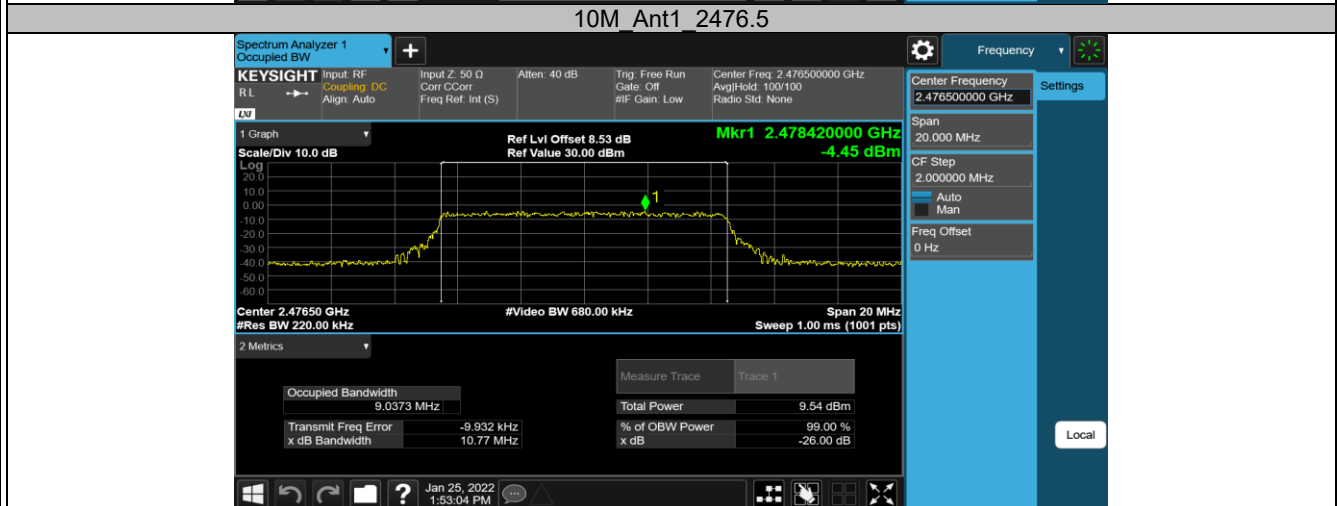 10M_Ant1_2476.5
Spectrum Analyzer 1
Occupied BW
+
Frequency
KEYSIGHT
RL
LXI
Input: RF
Coupling: DC
Align: Auto
Input Z: 50 Ω
Corr CCorr
Freq Ref: Int (S)
Atten: 40 dB
Trig: Free Run
Gate: Off
#IF Gain: Low
Center Freq: 2.476500000 GHz
Avg|Hold: 100/100
Radio Std: None
Center Frequency
2.476500000 GHz
Settings
Span
20.000 MHz
CF Step
2.000000 MHz
Auto
Man
Freq Offset
0 Hz
Local
1 Graph
Scale/Div 10.0 dB
Ref Lvl Offset 8.53 dB
Ref Value 30.00 dBm
Mkr1 2.478420000 GHz
-4.45 dBm
Log
20.0
10.0
0.00
-10.0
-20.0
-30.0
-40.0
-50.0
-60.0
1
Center 2.47650 GHz
#Res BW 220.00 kHz
#Video BW 680.00 kHz
Span 20 MHz
Sweep 1.00 ms (1001 pts)
2 Metrics
Measure Trace Trace 1
Occupied Bandwidth
9.0373 MHz
Total Power 9.54 dBm
Transmit Freq Error -9.932 kHz
% of OBW Power 99.00 %
x dB Bandwidth 10.77 MHz
x dB -26.00 dB
?
Jan 25, 2022
1:53:04 PM